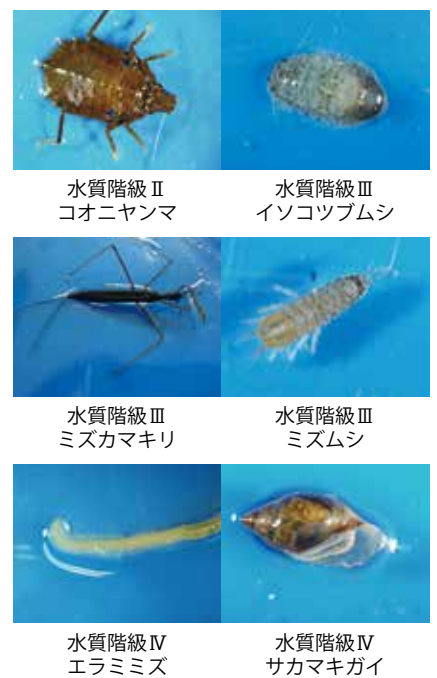 水質階級Ⅱ
コオニヤンマ
水質階級Ⅲ
イソコツブムシ
水質階級Ⅲ
ミズカマキリ
水質階級Ⅲ
ミズムシ
水質階級Ⅳ
エラミミズ
水質階級Ⅳ
サカマキガイ